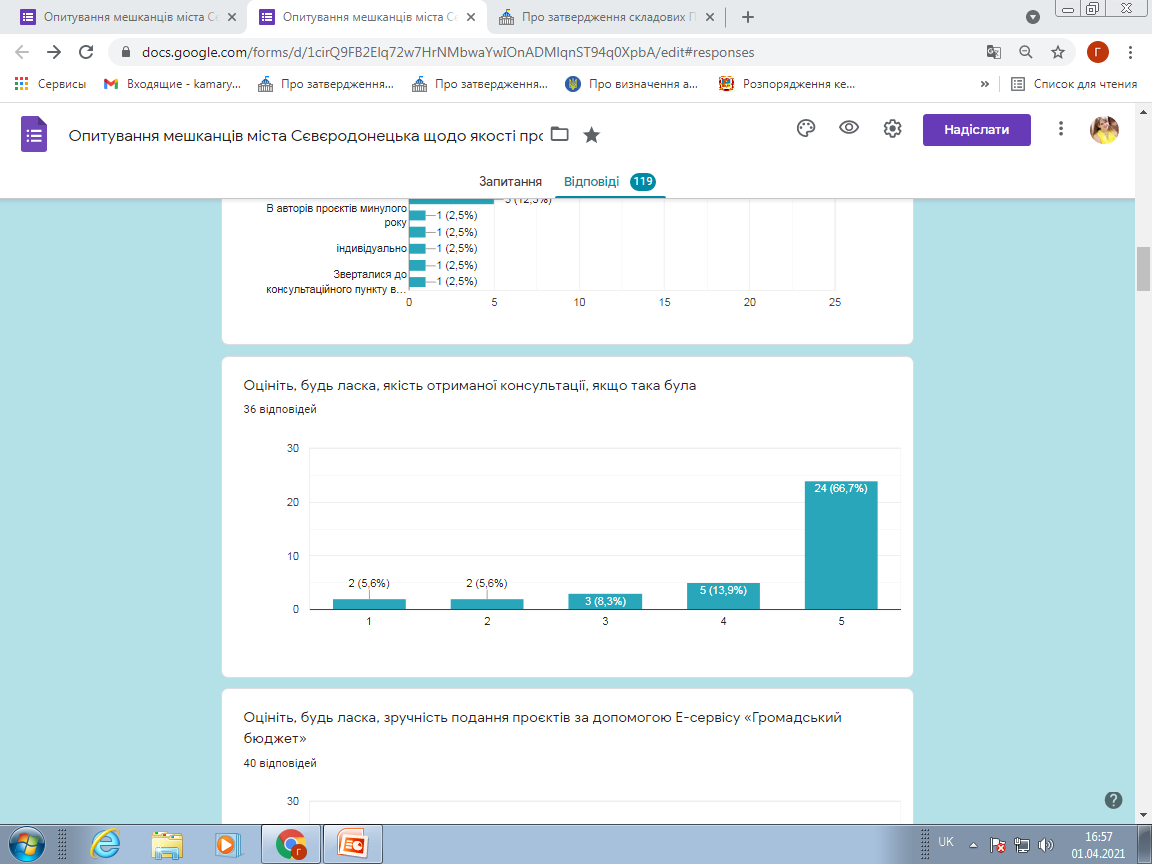 Опитування мешканців міста Сє
Опитування мешканців міста Сє
Про затвердження складових П
docs.google.com/forms/d/1cirQ9FB2EIq72w7HrNMbwaYwIOnADMlqnST94q0XpbA/edit#responses
Г
Сервисы
Входящие - kamary...
Про затвердження...
Про затвердження...
Про визначення а...
Розпорядження ке...
»
Список для чтения
Опитування мешканців міста Сєвєродонецька щодо якості про
Надіслати
Запитання
Відповіді 119
5 (12,5%)
В авторів проєктів минулого
року
1 (2,5%)
1 (2,5%)
індивідуально
1 (2,5%)
1 (2,5%)
Зверталися до
консультаційного пункту в...
1 (2,5%)
0 5 10 15 20 25
Оцініть, будь ласка, якість отриманої консультації, якщо така була
36 відповідей
30
20
10
0
2 (5,6%)
2 (5,6%)
3 (8,3%)
5 (13,9%)
24 (66,7%)
1 2 3 4 5
Оцініть, будь ласка, зручність подання проєктів за допомогою Е-сервісу «Громадський
бюджет»
40 відповідей
30
UK
16:57
01.04.2021